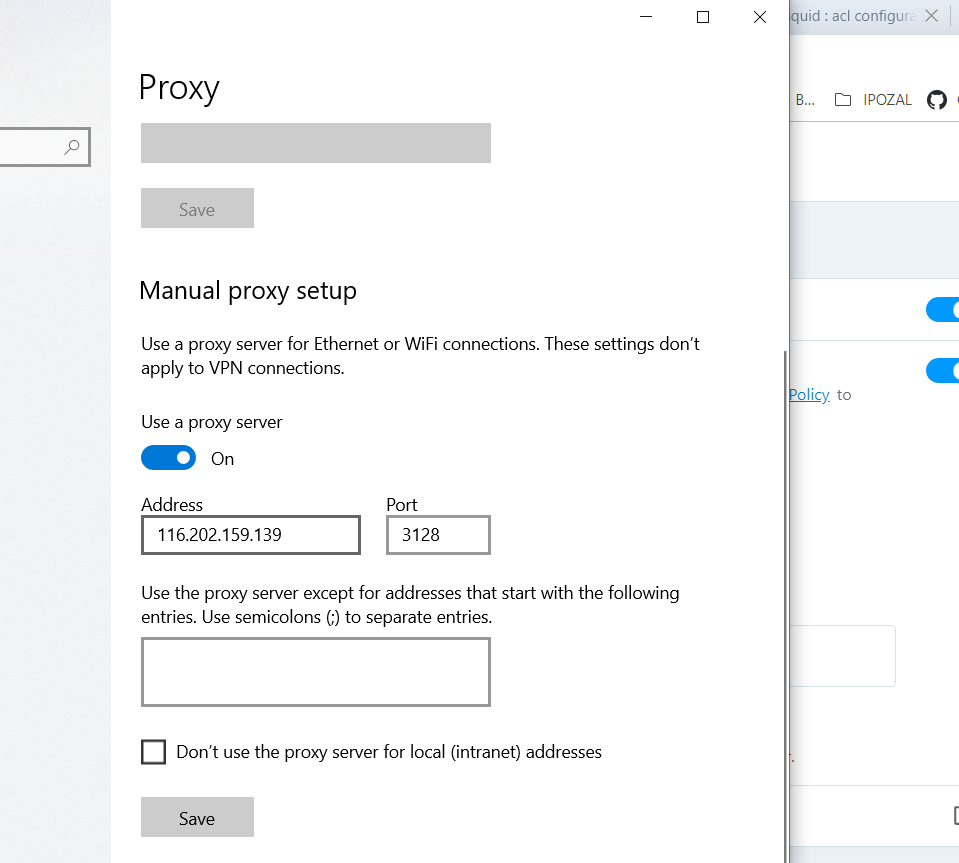 squid : acl configura
Proxy
B...
IPOZAL
Save
Manual proxy setup
Use a proxy server for Ethernet or WiFi connections. These settings don't
apply to VPN connections.
Policy to
Use a proxy server
On
Address
Port
116.202.159.139
3128
Use the proxy server except for addresses that start with the following
entries. Use semicolons (;) to separate entries.
Don't use the proxy server for local (intranet) addresses
Save